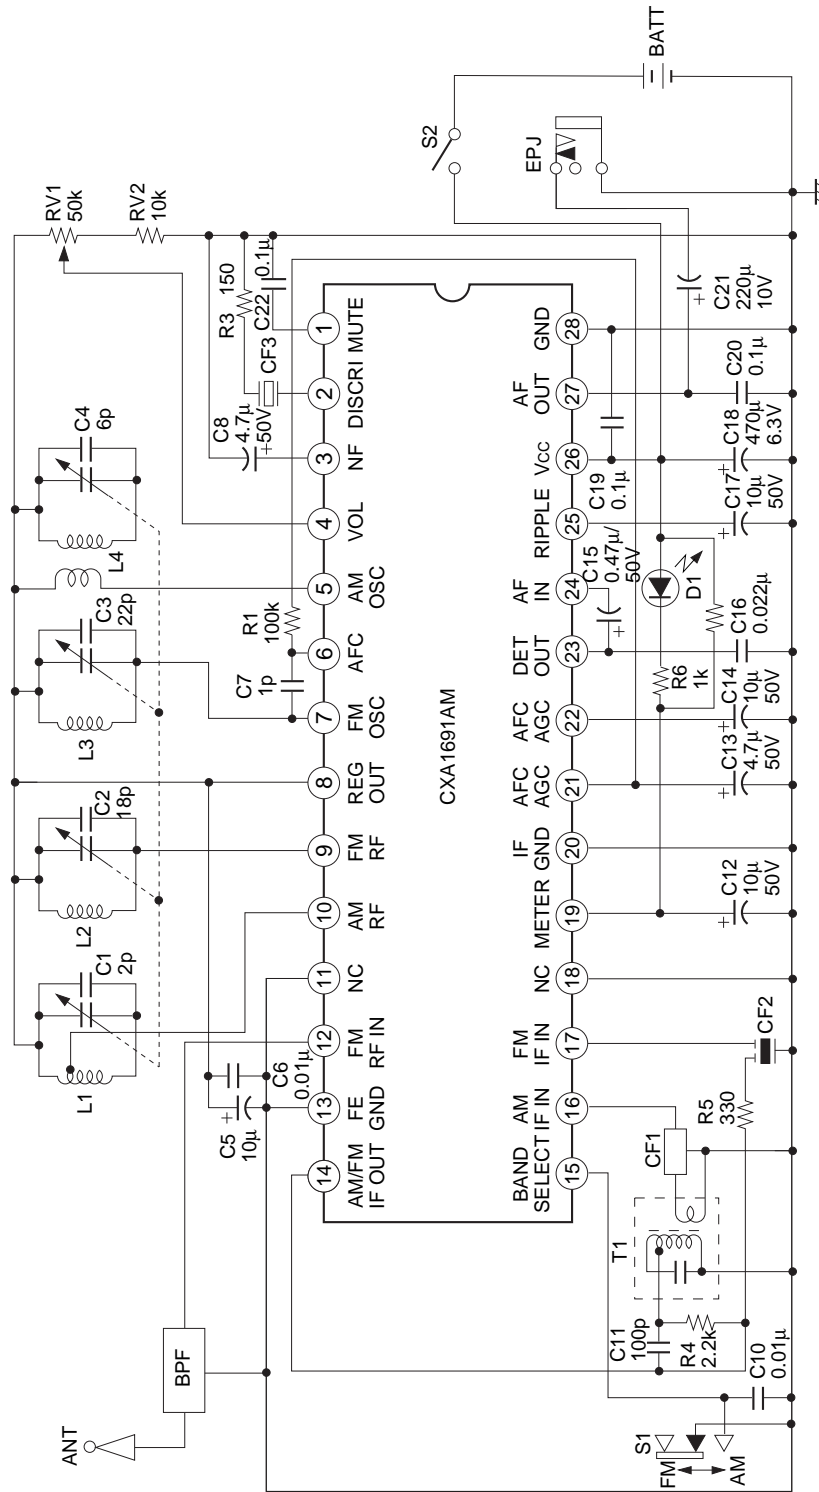 ANT
BPF
L1
C1
2p
L2
C2
18p
L3
C3
22p
L4
C4
6p
RV1
50k
RV2
10k
C5
10μ
C6
0.01μ
C7
1p
R1
100k
C8
4.7μ
50V
CF3
R3
150
C22
0.1μ
14
13
12
11
10
9
8
7
6
5
4
3
2
1
AM/FM
IF OUT
FE
GND
FM
RF IN
NC
AM
RF
FM
RF
REG
OUT
FM
OSC
AFC
AM
OSC
VOL
NF
DISCRI
MUTE
CXA1691AM
BAND
SELECT
AM
IF IN
FM
IF IN
NC
METER
IF
GND
AFC
AGC
AFC
AGC
DET
OUT
AF
IN
RIPPLE
VCC
AF
OUT
GND
15
16
17
18
19
20
21
22
23
24
25
26
27
28
S1
FM
AM
C10
0.01μ
C11
100p
R4
2.2k
T1
CF1
R5
330
CF2
C12
10μ
50V
C13
4.7μ
50V
C14
10μ
50V
R6
1k
D1
C16
0.022μ
C15
0.47μ/
50V
C17
10μ
50V
C18
470μ
6.3V
C19
0.1μ
C20
0.1μ
C21
220μ
10V
S2
EPJ
BATT